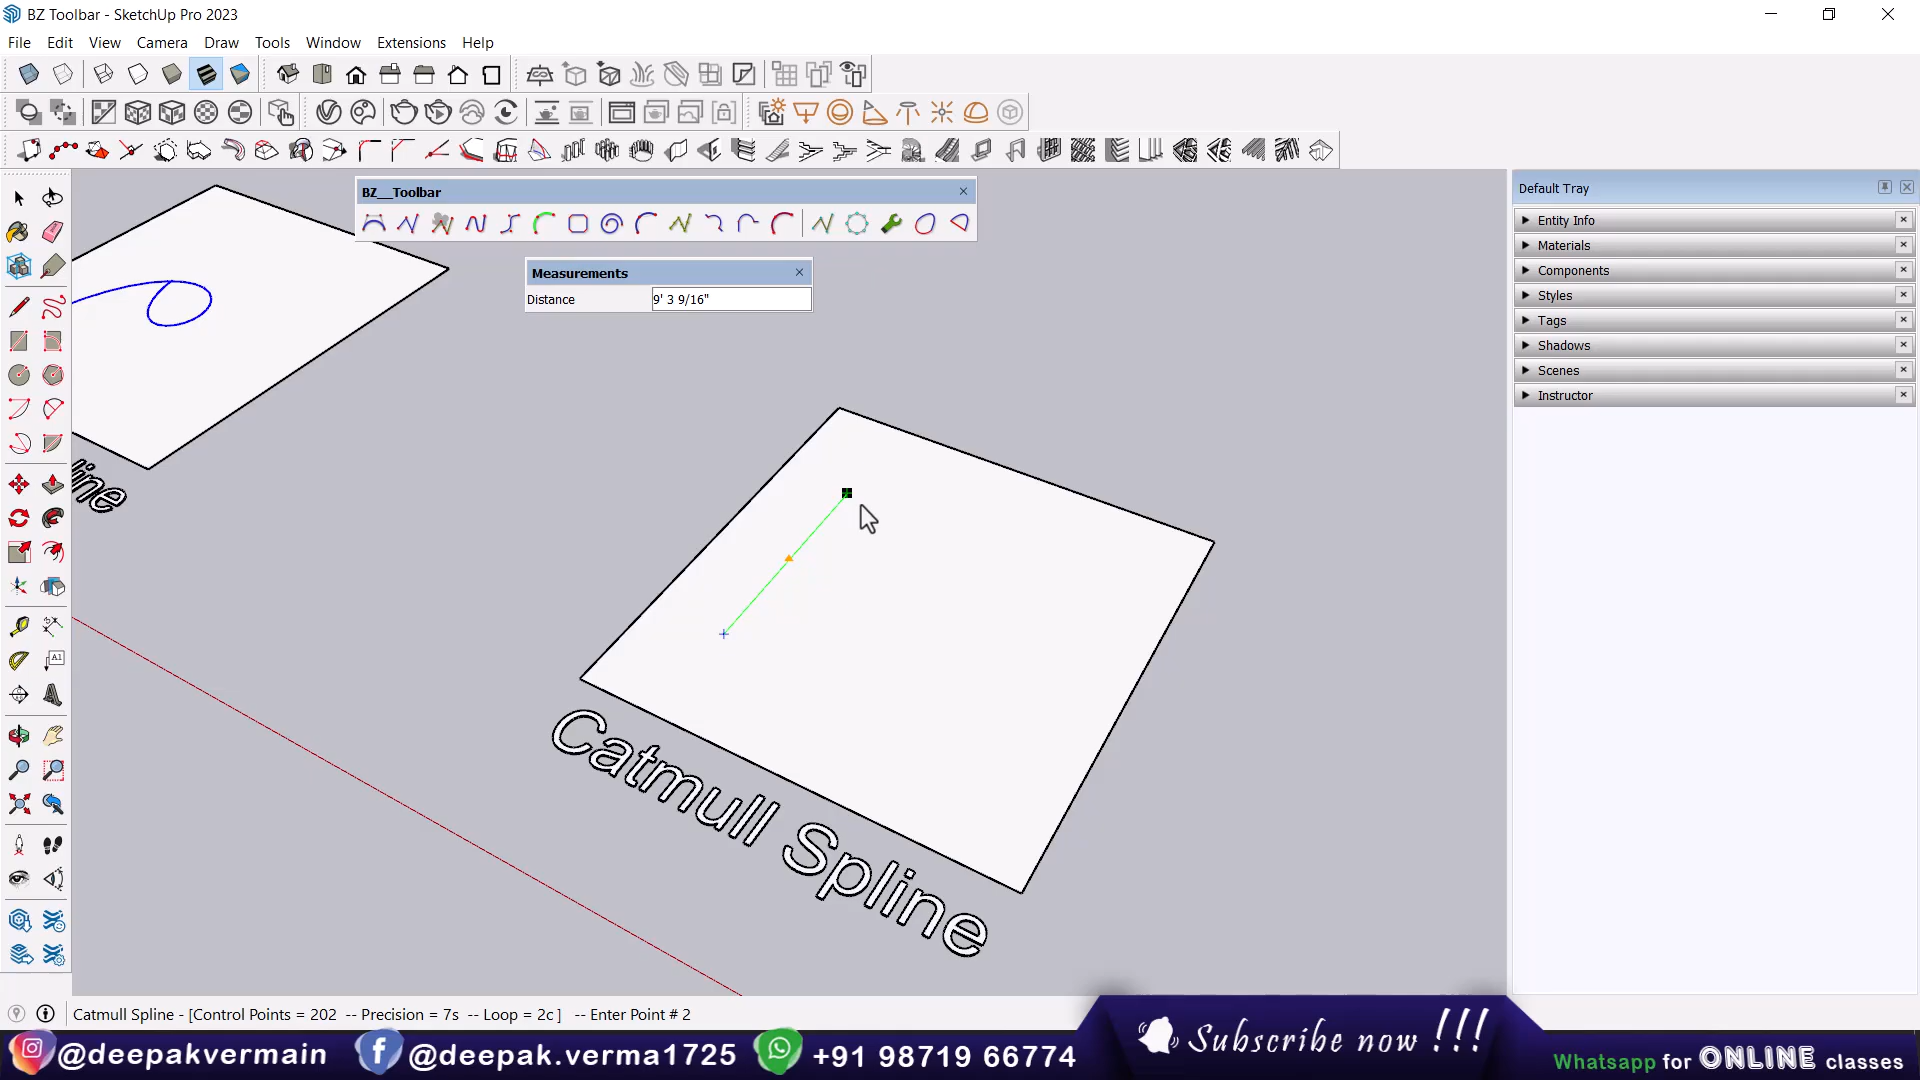 BZ Toolbar - SketchUp Pro 2023
File Edit View Camera Draw Tools Window Extensions Help
BZ__Toolbar
Measurements
Distance 9' 3 9/16"
Default Tray
Entity Info
Materials
Components
Styles
Tags
Shadows
Scenes
Instructor
line
A1
Catmull Spline
Catmull Spline - [Control Points = 202 -- Precision = 7s -- Loop = 2c ] -- Enter Point # 2
@deepakvermain @deepak.verma1725 +91 98719 66774 Subscribe now !!! Whatsapp for ONLINE classes